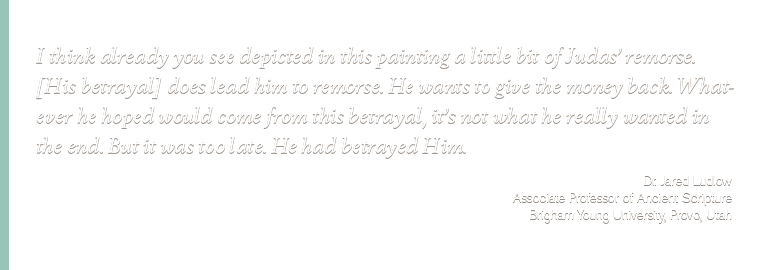 I think already you see depicted in this painting a little bit of Judas’ remorse.
[His betrayal] does lead him to remorse. He wants to give the money back. What-
ever he hoped would come from this betrayal, it’s not what he really wanted in
the end. But it was too late. He had betrayed Him.
Dr. Jared Ludlow
Associate Professor of Ancient Scripture
Brigham Young University, Provo, Utah